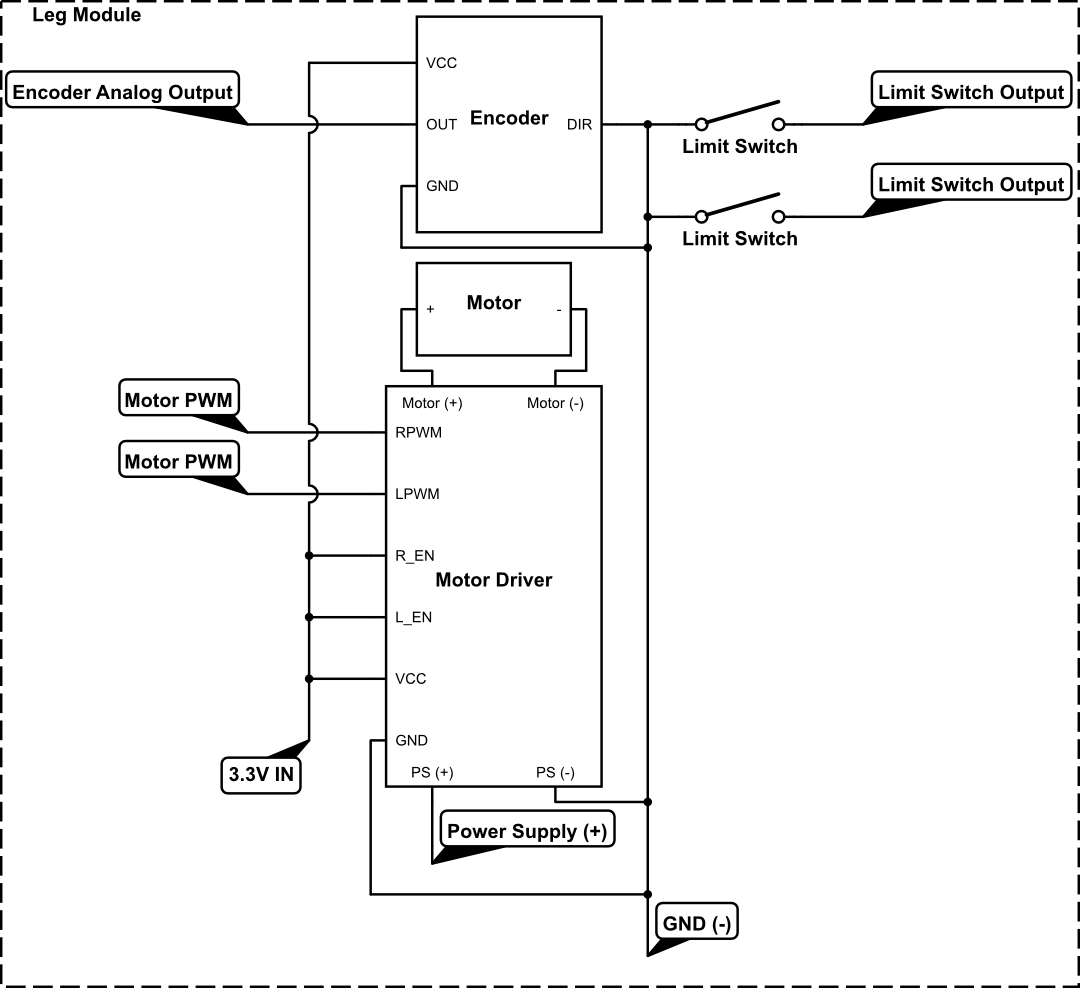 Leg Module
VCC
Encoder Analog Output
Limit Switch Output
OUT
Encoder
DIR
Limit Switch
GND
Limit Switch Output
Limit Switch
+
Motor
-
Motor (+)
Motor (-)
Motor PWM
RPWM
Motor PWM
LPWM
R_EN
Motor Driver
L_EN
VCC
GND
3.3V IN
PS (+)
PS (-)
Power Supply (+)
GND (-)